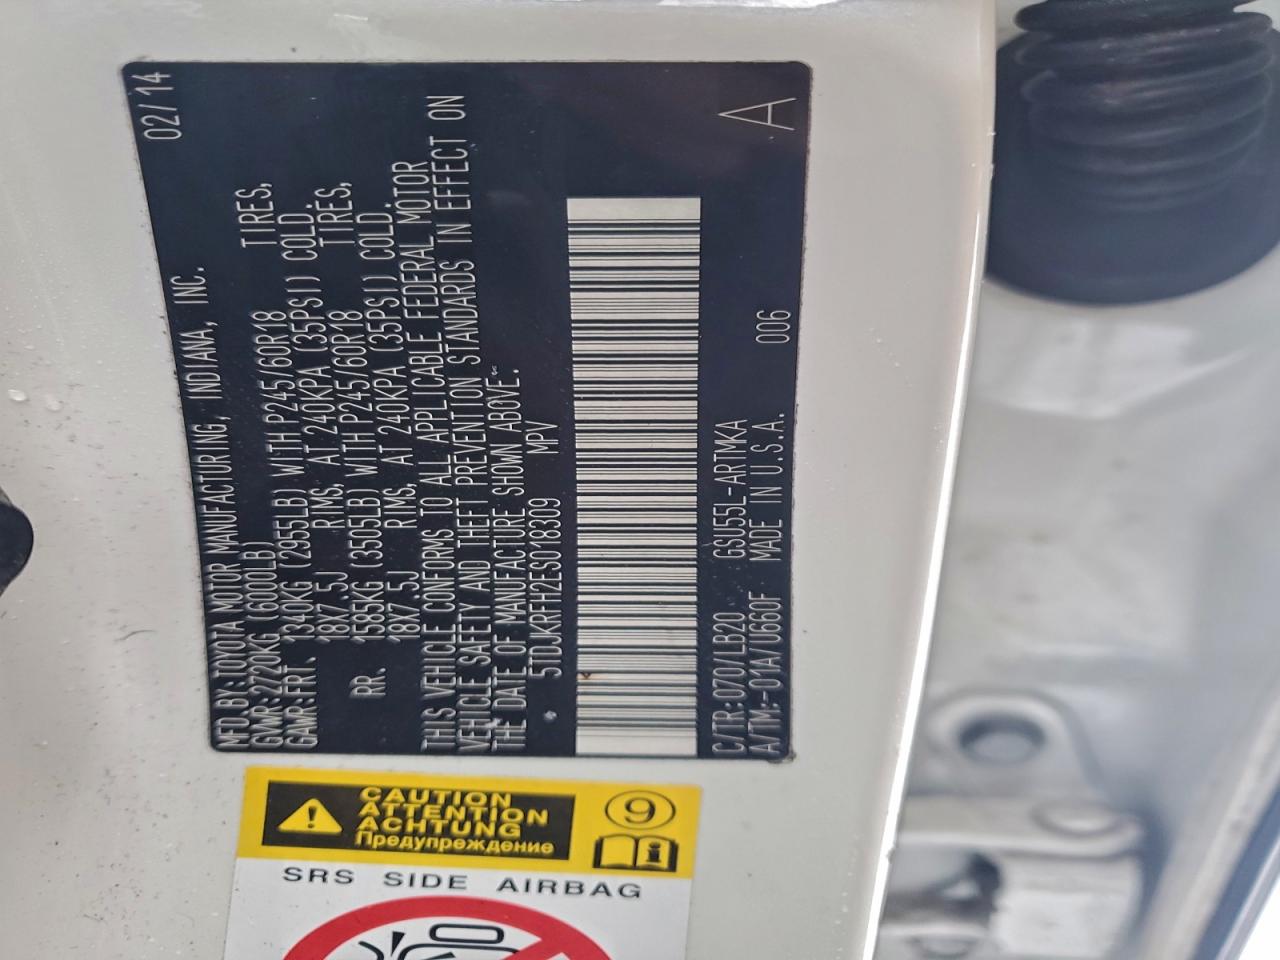 02/14
MFD.BY:TOYOTA MOTOR MANUFACTURING, INDIANA, INC.
GVWR:2720KG (6000LB)
GAWR:FRT. 1340KG (2955LB) WITH P245/60R18 TIRES,
18X7.5J RIMS, AT 240KPA (35PSI) COLD.
RR. 1585KG (3505LB) WITH P245/60R18 TIRES,
18X7.5J RIMS, AT 240KPA (35PSI) COLD.
THIS VEHICLE CONFORMS TO ALL APPLICABLE FEDERAL MOTOR
VEHICLE SAFETY AND THEFT PREVENTION STANDARDS IN EFFECT ON
THE DATE OF MANUFACTURE SHOWN ABOVE.
* 5TDJKRFH2ES018309 MPV
C/TR:070/LB20 GSU55L-ARTMKA
A/TM:-01A/U660F MADE IN U.S.A. 006
A
CAUTION
ATTENTION
ACHTUNG
Предупреждение
9
i
SRS SIDE AIRBAG